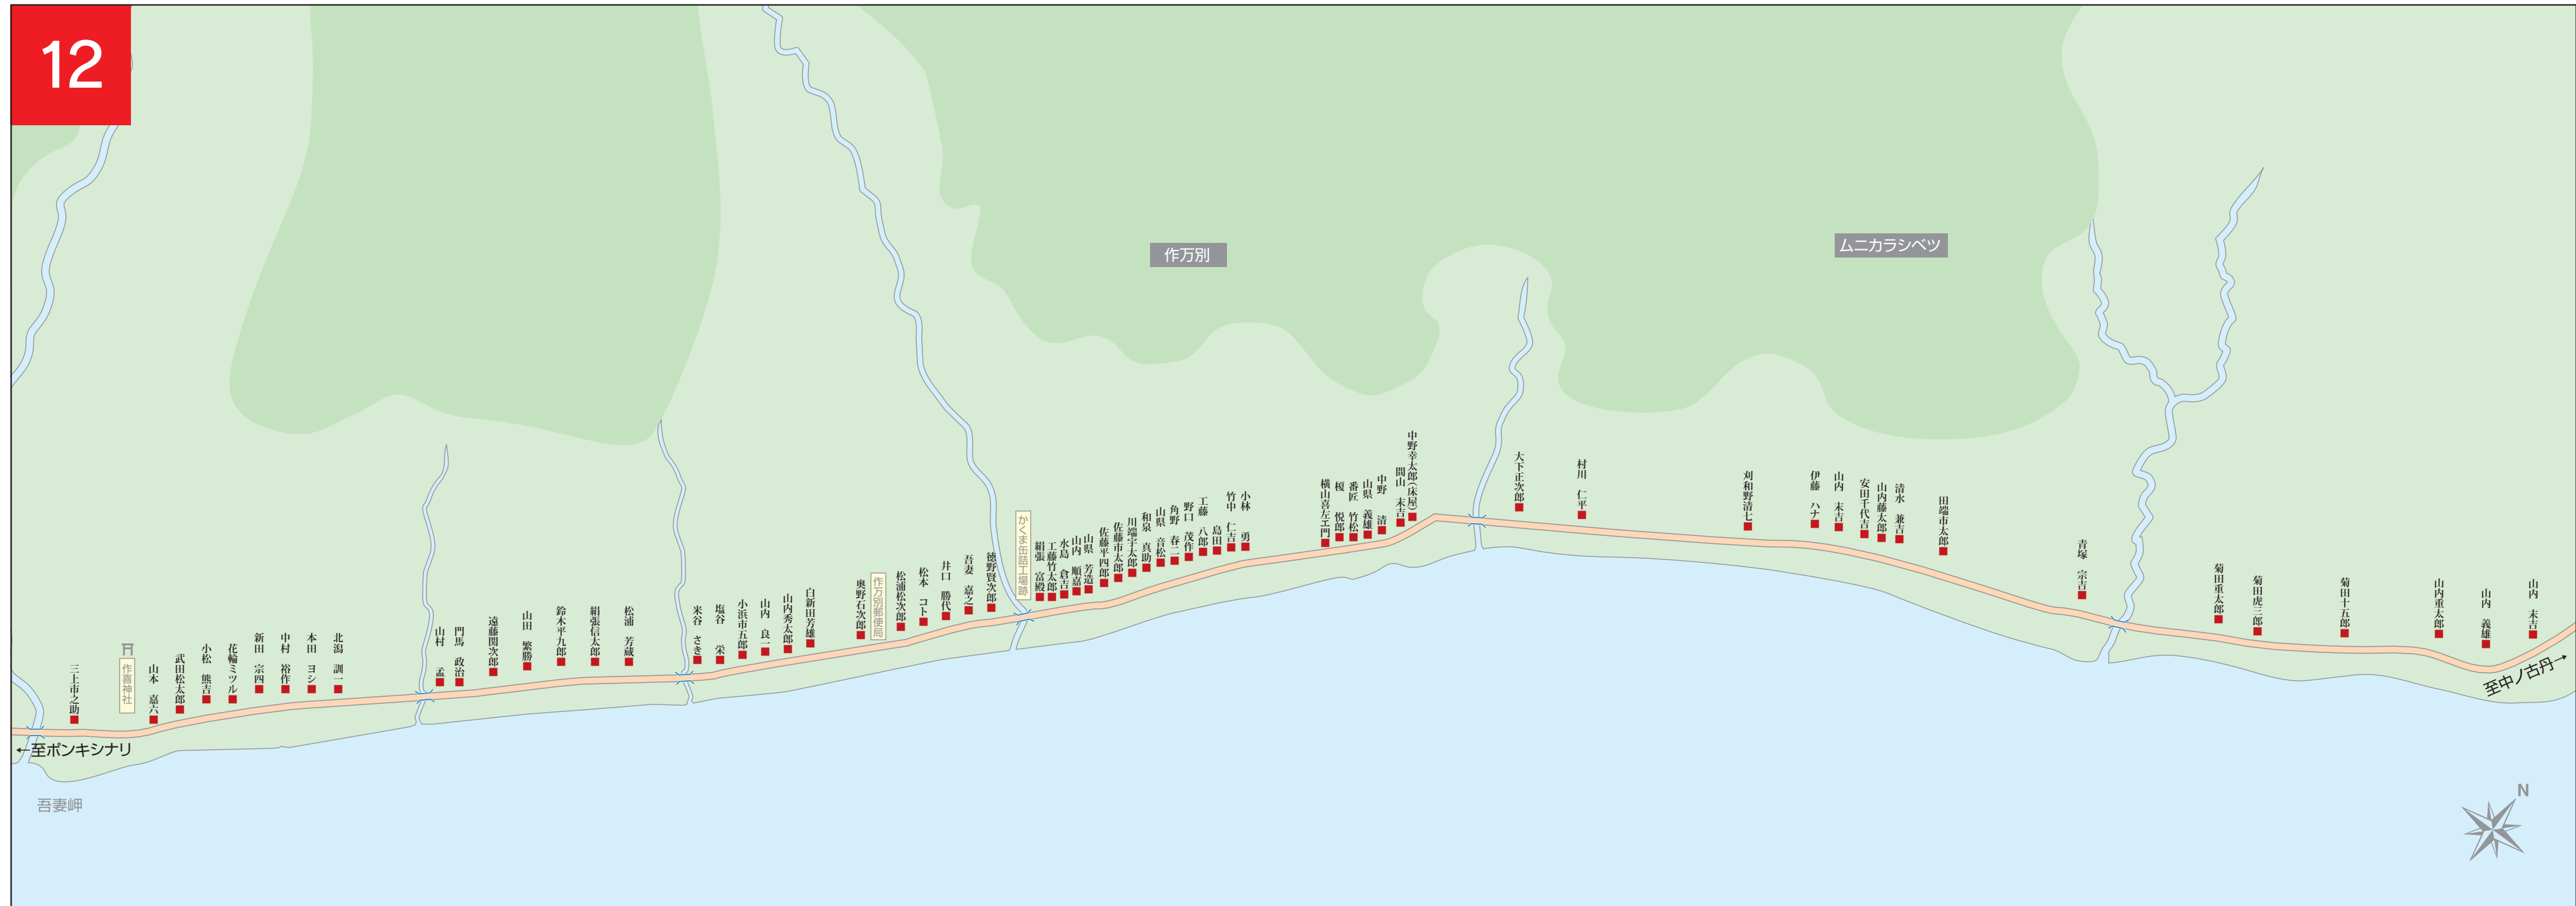 12
作万別
ムニカラシベツ
三上市之助
作喜神社
山本 嘉六
武田松太郎
小松 熊吉
花輪ミツル
新田 宗四
中村 裕作
本田 ヨシ
北潟 訓一
山村 孟
門馬 政治
遠藤関次郎
山田 繁勝
鈴木平九郎
絹張信太郎
松浦 芳蔵
米谷 さき
塩谷 栄
小浜市五郎
山内 良一
山内秀太郎
白新田芳雄
奥野石次郎
作万別郵便局
松浦松次郎
松本 コト
井口 勝代
吾妻 嘉之
徳野賢次郎
かくま缶詰工場跡
絹張 富殿
工藤竹太郎
水島 倉吉
山内 順嘉
山県 芳造
佐藤平四郎
佐藤市太郎
川端宇太郎
和泉 真助
山県 音松
角野 春二
野口 茂作
工藤 八郎
島田
竹中 仁吉
小林 勇
横山喜左エ門
榎 悦郎
番匠 竹松
山県 義雄
中野 清
間山 末吉
中野幸太郎(床屋)
大下正次郎
村川 仁平
刈和野清七
伊藤 ハナ
山内 末吉
安田千代吉
山内藤太郎
清水 兼吉
田端市太郎
青塚 宗吉
菊田重太郎
菊田虎三郎
菊田十五郎
山内重太郎
山内 義雄
山内 末吉
←至ポンキシナリ
至中ノ古丹→
吾妻岬
N